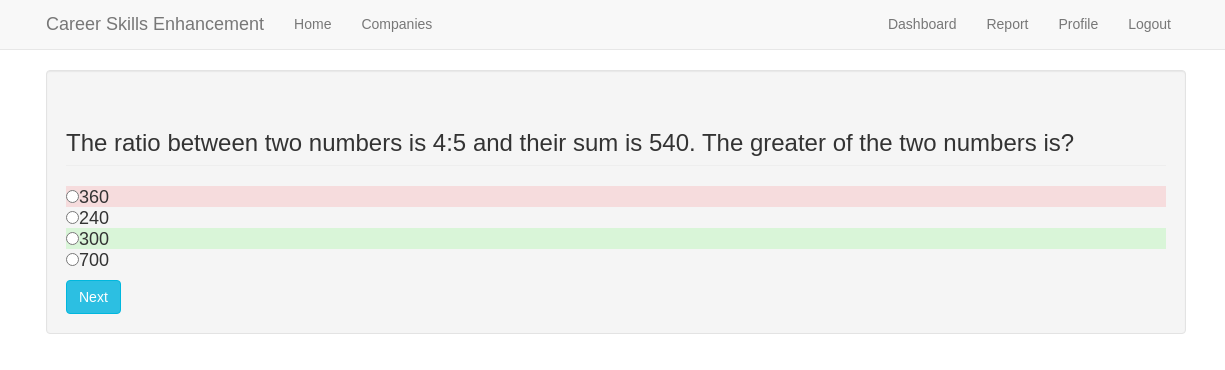 Career Skills Enhancement Home Companies Dashboard Report Profile Logout
The ratio between two numbers is 4:5 and their sum is 540. The greater of the two numbers is?
360
240
300
700
Next